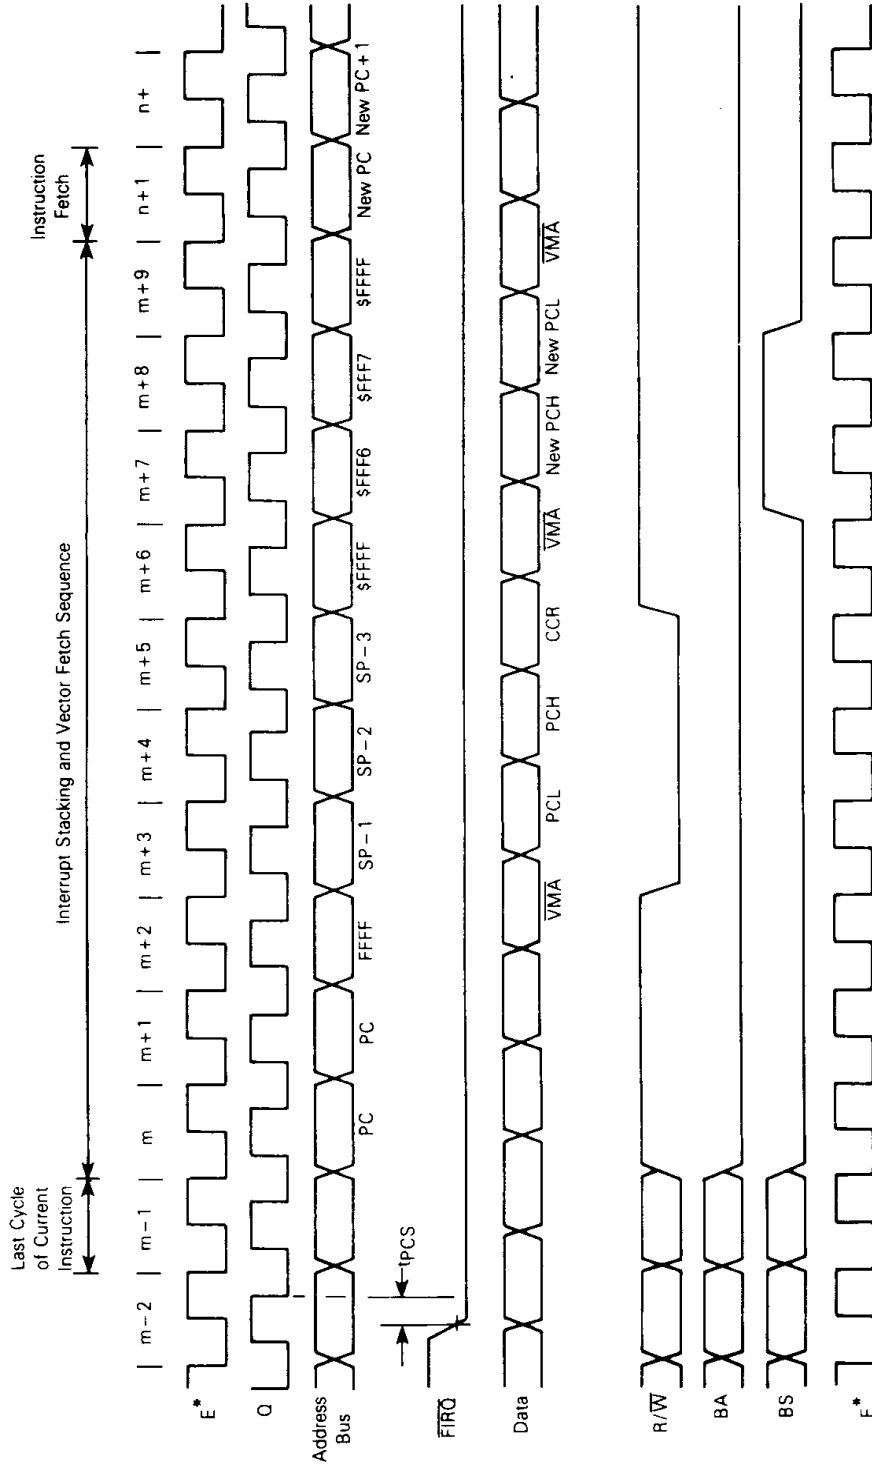 Last Cycle
of Current
Instruction
Interrupt Stacking and Vector Fetch Sequence
Instruction
Fetch
| m-2 | m-1 | m | m+1 | m+2 | m+3 | m+4 | m+5 | m+6 | m+7 | m+8 | m+9 | n+1 | n+ |
E*
Q
Address
Bus
PC PC FFFF SP-1 SP-2 SP-3 $FFFF $FFF6 $FFF7 $FFFF New PC New PC+1
tPCS
FIRQ
Data
VMA PCL PCH CCR VMA New PCH New PCL VMA
R/W
BA
BS
E*